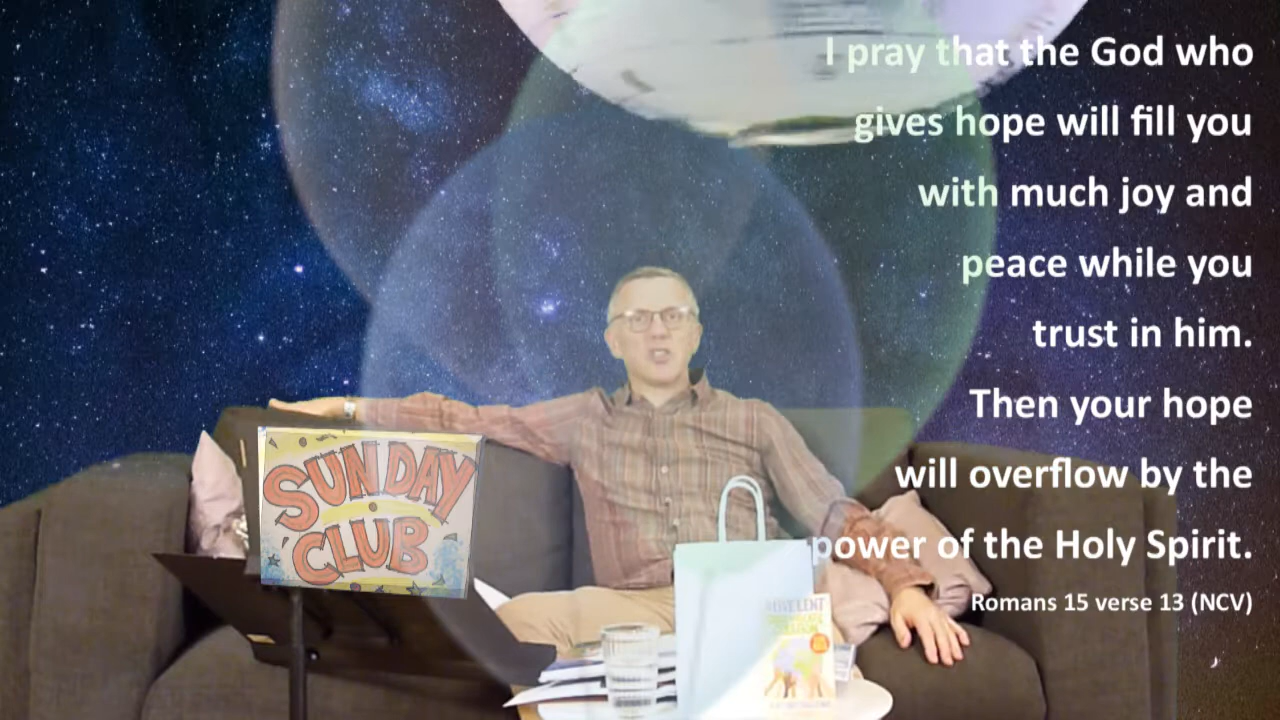 I pray that the God who
gives hope will fill you
with much joy and
peace while you
trust in him.
Then your hope
will overflow by the
power of the Holy Spirit.
Romans 15 verse 13 (NCV)
SUNDAY
CLUB
LOVE LENT